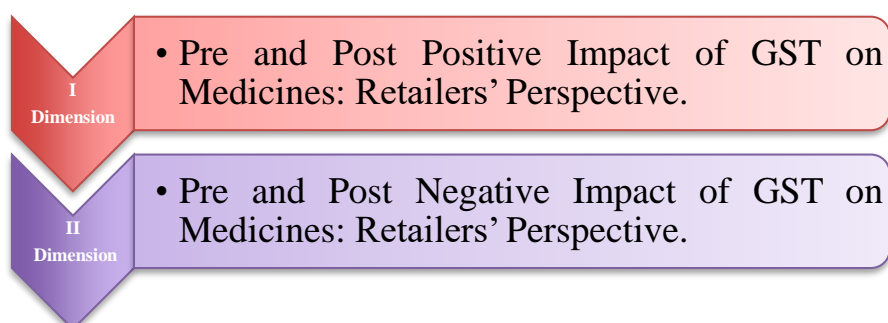 I
Dimension
• Pre and Post Positive Impact of GST on
Medicines: Retailers’ Perspective.
II
Dimension
• Pre and Post Negative Impact of GST on
Medicines: Retailers’ Perspective.